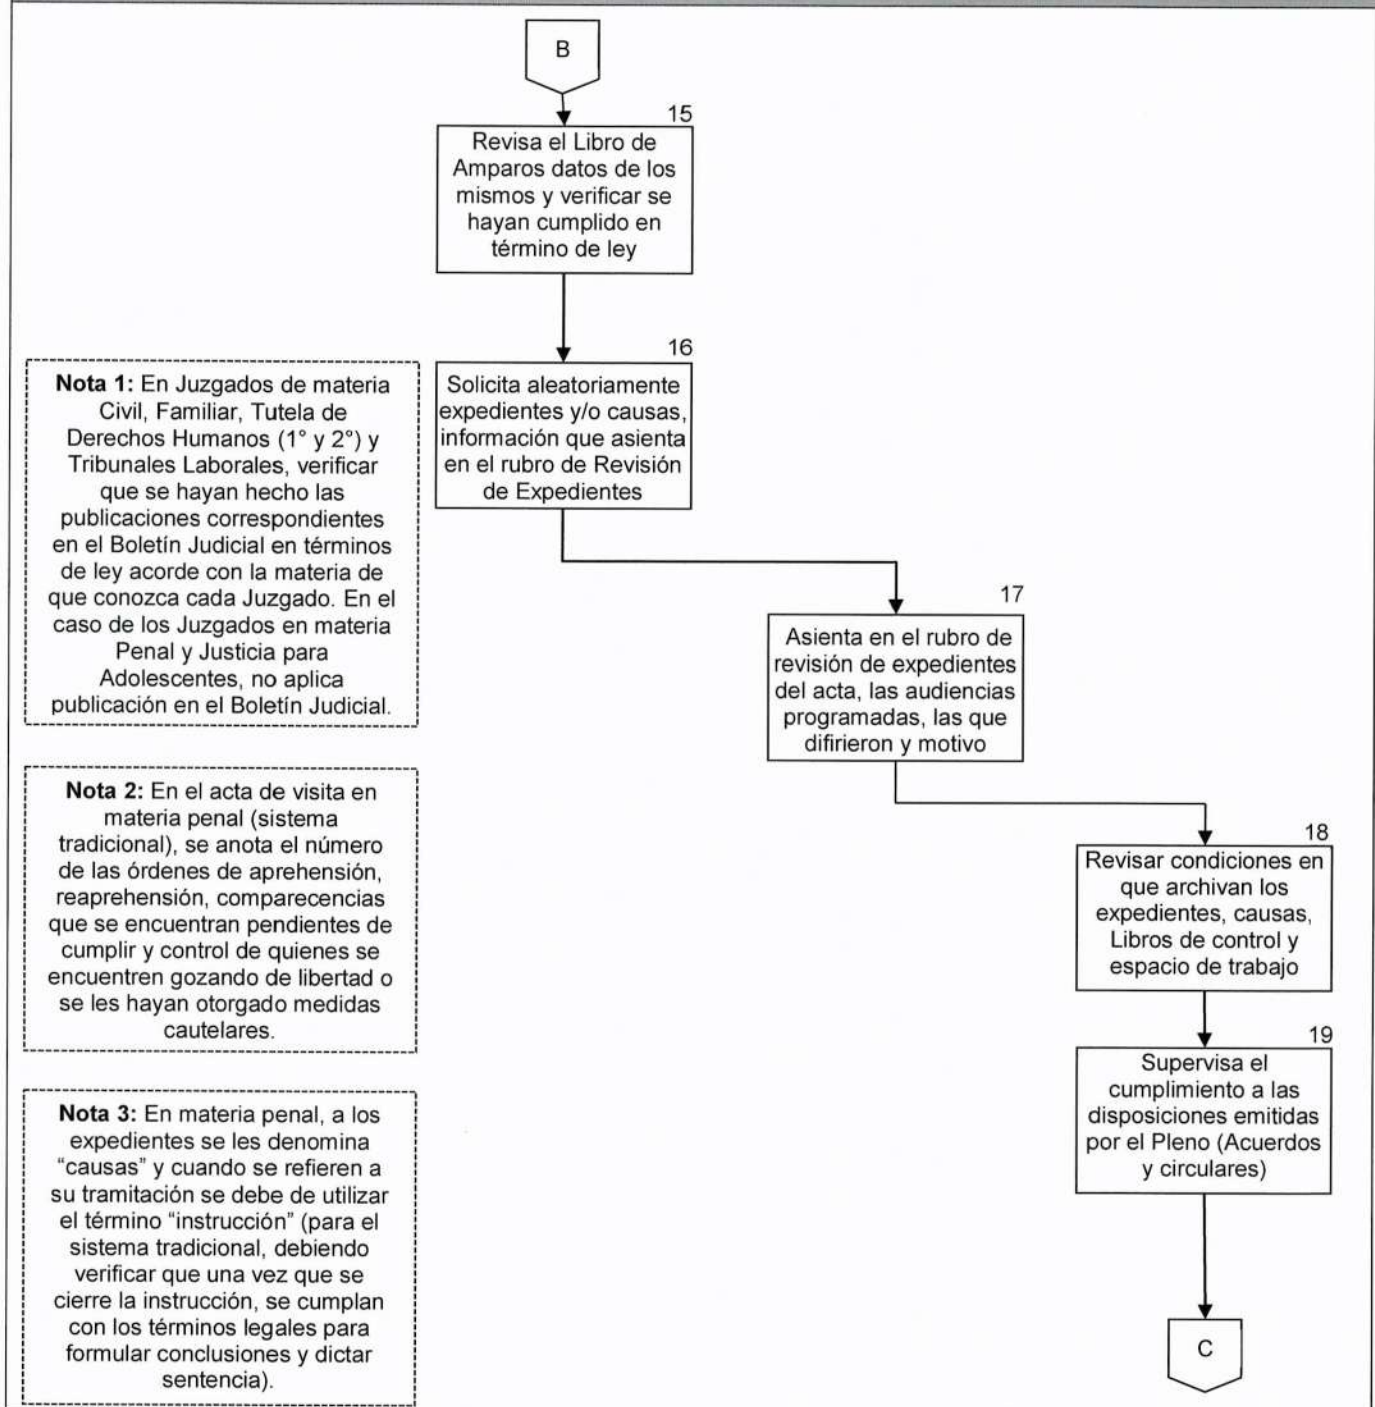 B
15
Revisa el Libro de
Amparos datos de los
mismos y verificar se
hayan cumplido en
término de ley
16
Solicita aleatoriamente
expedientes y/o causas,
información que asienta
en el rubro de Revisión
de Expedientes
Nota 1: En Juzgados de materia
Civil, Familiar, Tutela de
Derechos Humanos (1° y 2°) y
Tribunales Laborales, verificar
que se hayan hecho las
publicaciones correspondientes
en el Boletín Judicial en términos
de ley acorde con la materia de
que conozca cada Juzgado. En el
caso de los Juzgados en materia
Penal y Justicia para
Adolescentes, no aplica
publicación en el Boletín Judicial.
17
Asienta en el rubro de
revisión de expedientes
del acta, las audiencias
programadas, las que
difirieron y motivo
Nota 2: En el acta de visita en
materia penal (sistema
tradicional), se anota el número
de las órdenes de aprehensión,
reaprehensión, comparecencias
que se encuentran pendientes de
cumplir y control de quienes se
encuentren gozando de libertad o
se les hayan otorgado medidas
cautelares.
18
Revisar condiciones en
que archivan los
expedientes, causas,
Libros de control y
espacio de trabajo
19
Supervisa el
cumplimiento a las
disposiciones emitidas
por el Pleno (Acuerdos
y circulares)
Nota 3: En materia penal, a los
expedientes se les denomina
“causas” y cuando se refieren a
su tramitación se debe de utilizar
el término “instrucción” (para el
sistema tradicional, debiendo
verificar que una vez que se
cierre la instrucción, se cumplan
con los términos legales para
formular conclusiones y dictar
sentencia).
C